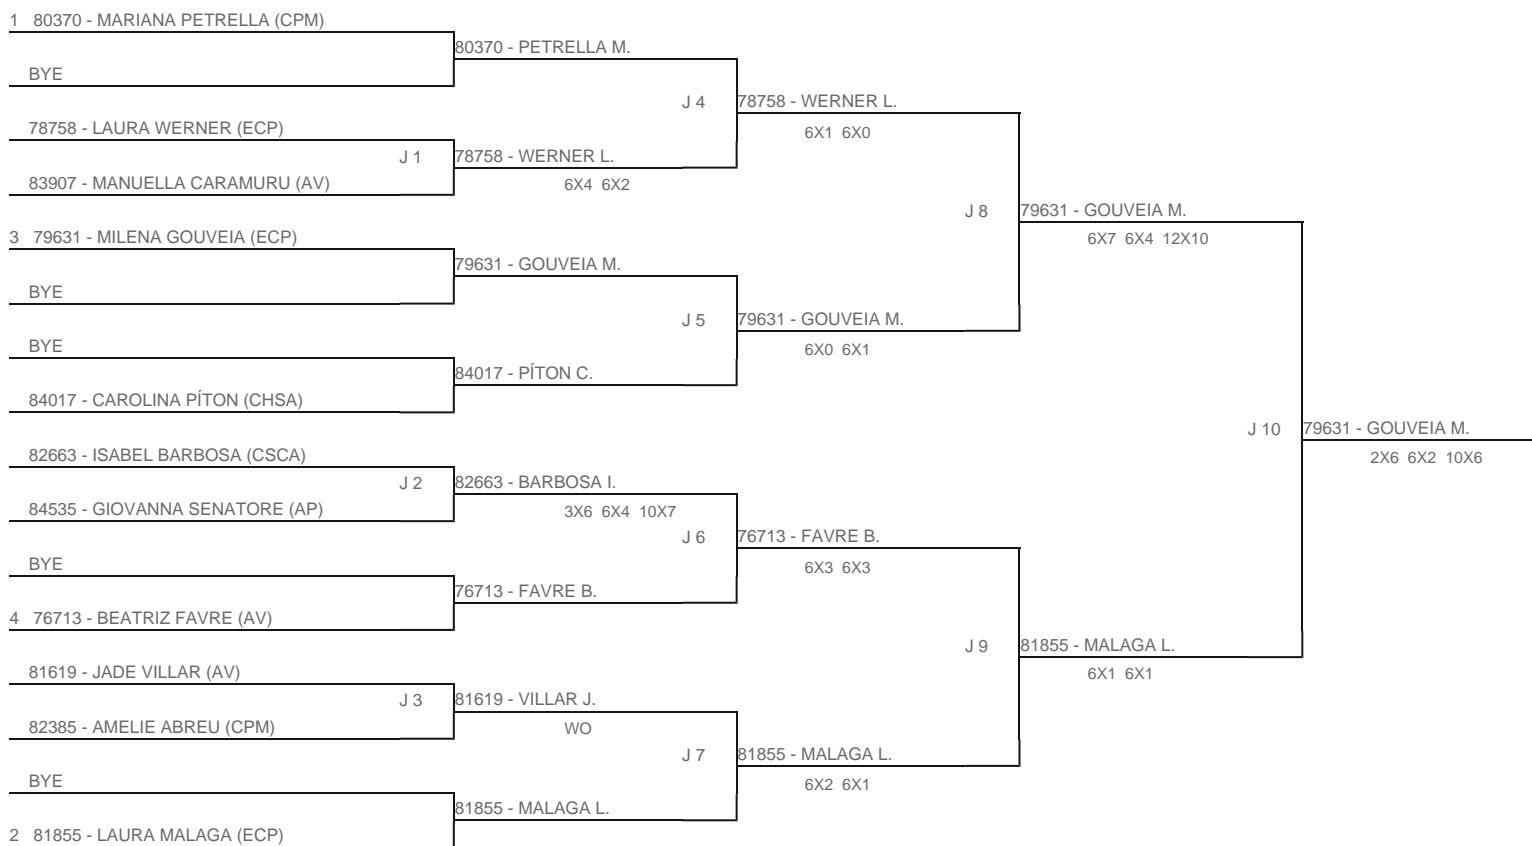 1 80370 - MARIANA PETRELLA (CPM)
80370 - PETRELLA M.
BYE
J 4
78758 - WERNER L.
6X1 6X0
78758 - LAURA WERNER (ECP)
J 1
78758 - WERNER L.
6X4 6X2
83907 - MANUELLA CARAMURU (AV)
J 8
79631 - GOUVEIA M.
6X7 6X4 12X10
3 79631 - MILENA GOUVEIA (ECP)
79631 - GOUVEIA M.
BYE
J 5
79631 - GOUVEIA M.
6X0 6X1
BYE
84017 - PÍTON C.
84017 - CAROLINA PÍTON (CHSA)
J 10
79631 - GOUVEIA M.
2X6 6X2 10X6
82663 - ISABEL BARBOSA (CSCA)
J 2
82663 - BARBOSA I.
3X6 6X4 10X7
84535 - GIOVANNA SENATORE (AP)
J 6
76713 - FAVRE B.
6X3 6X3
BYE
76713 - FAVRE B.
4 76713 - BEATRIZ FAVRE (AV)
J 9
81855 - MALAGA L.
6X1 6X1
81619 - JADE VILLAR (AV)
J 3
81619 - VILLAR J.
WO
82385 - AMELIE ABREU (CPM)
J 7
81855 - MALAGA L.
6X2 6X1
BYE
81855 - MALAGA L.
2 81855 - LAURA MALAGA (ECP)